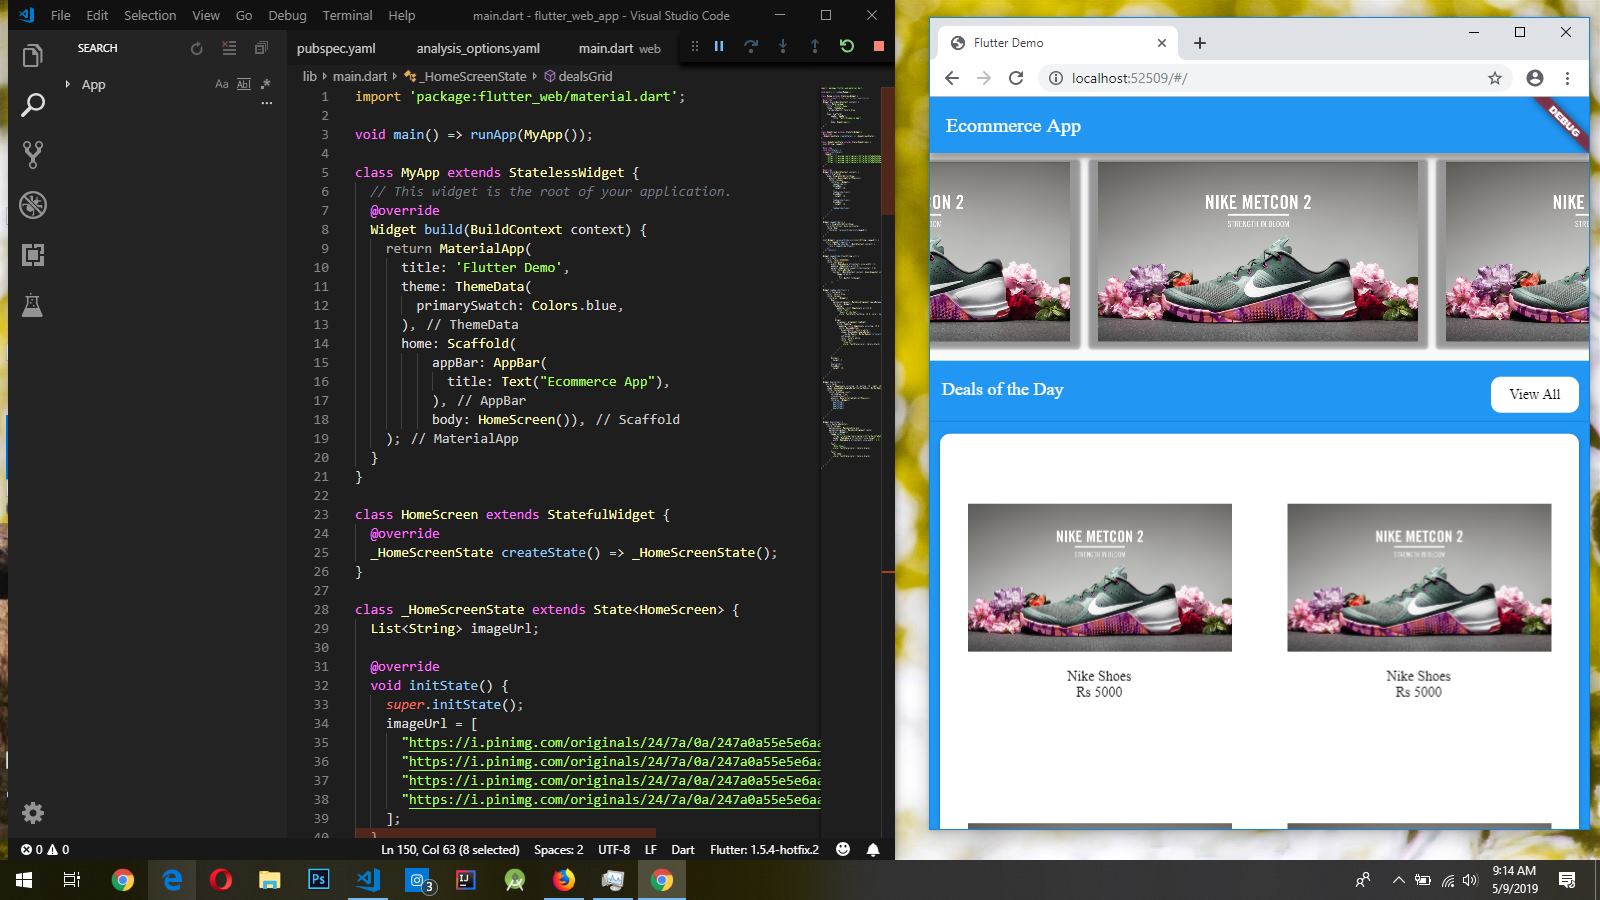 File Edit Selection View Go Debug Terminal Help
main.dart - flutter_web_app - Visual Studio Code
SEARCH
App
Aa Abl .*
pubspec.yaml analysis_options.yaml main.dart web
lib main.dart _HomeScreenState dealsGrid
1 import 'package:flutter_web/material.dart';
2
3 void main() => runApp(MyApp());
4
5 class MyApp extends StatelessWidget {
6 // This widget is the root of your application.
7 @override
8 Widget build(BuildContext context) {
9 return MaterialApp(
10 title: 'Flutter Demo',
11 theme: ThemeData(
12 primarySwatch: Colors.blue,
13 ), // ThemeData
14 home: Scaffold(
15 appBar: AppBar(
16 title: Text("Ecommerce App"),
17 ), // AppBar
18 body: HomeScreen()), // Scaffold
19 ); // MaterialApp
20 }
21 }
22
23 class HomeScreen extends StatefulWidget {
24 @override
25 _HomeScreenState createState() => _HomeScreenState();
26 }
27
28 class _HomeScreenState extends State<HomeScreen> {
29 List<String> imageUrl;
30
31 @override
32 void initState() {
33 super.initState();
34 imageUrl = [
35 "https://i.pinimg.com/originals/24/7a/0a/247a0a55e5e6aa
36 "https://i.pinimg.com/originals/24/7a/0a/247a0a55e5e6aa
37 "https://i.pinimg.com/originals/24/7a/0a/247a0a55e5e6aa
38 "https://i.pinimg.com/originals/24/7a/0a/247a0a55e5e6aa
39 ];
40 }
0 0
Ln 150, Col 63 (8 selected) Spaces: 2 UTF-8 LF Dart Flutter: 1.5.4-hotfix.2
Flutter Demo
localhost:52509/#/
Ecommerce App
DEBUG
ON 2
NIKE METCON 2
STRENGTH IN BLOOM
NIKE
Deals of the Day
View All
NIKE METCON 2
STRENGTH IN BLOOM
Nike Shoes
Rs 5000
NIKE METCON 2
STRENGTH IN BLOOM
Nike Shoes
Rs 5000
Ps
3
IJ
9:14 AM
5/9/2019